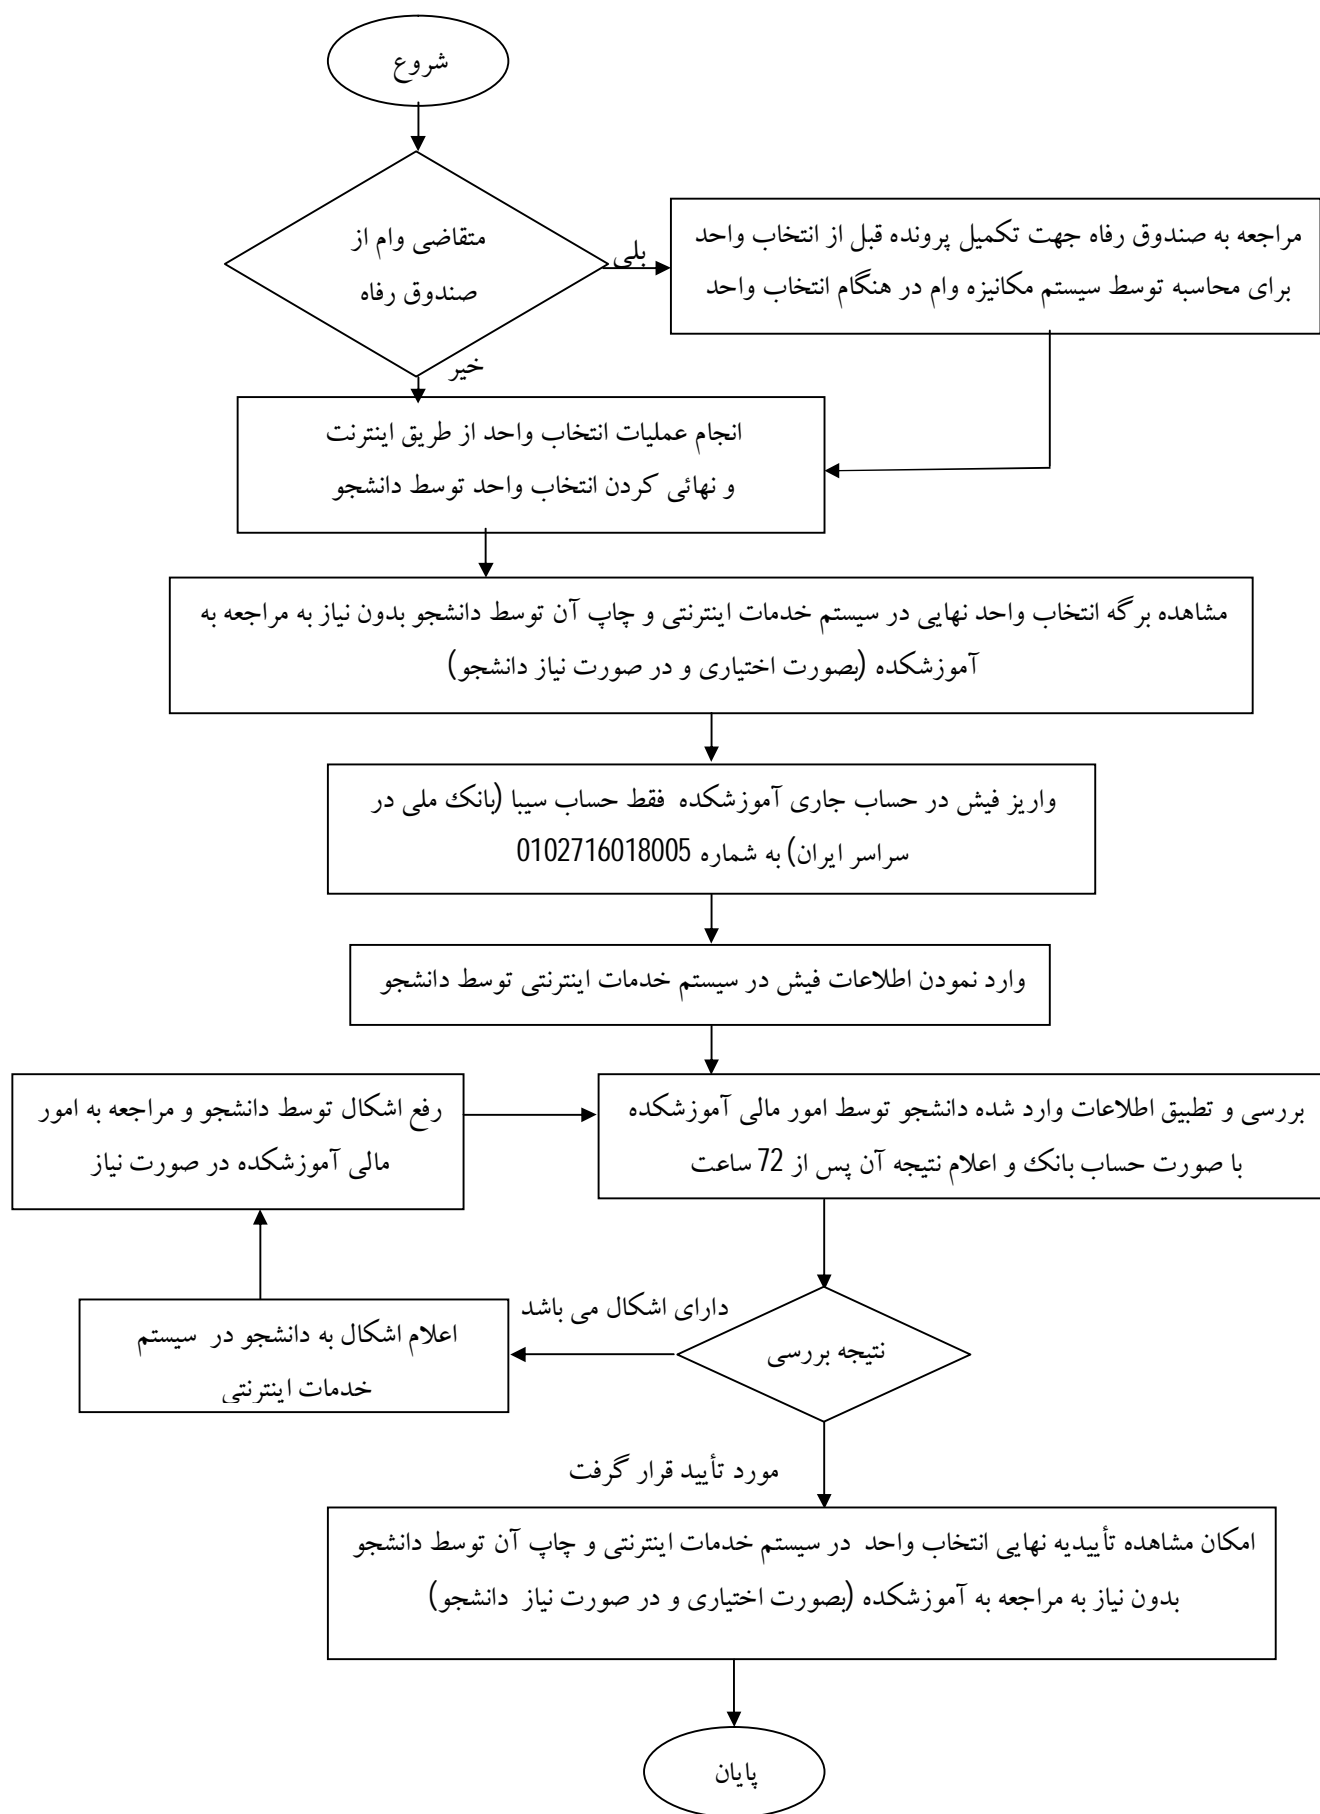 شروع
متقاضی وام از
صندوق رفاه
بلی
مراجعه به صندوق رفاه جهت تکمیل پرونده قبل از انتخاب واحد
برای محاسبه توسط سیستم مکانیزه وام در هنگام انتخاب واحد
خیر
انجام عملیات انتخاب واحد از طریق اینترنت
و نهائی کردن انتخاب واحد توسط دانشجو
مشاهده برگه انتخاب واحد نهایی در سیستم خدمات اینترنتی و چاپ آن توسط دانشجو بدون نیاز به مراجعه به
آموزشکده (بصورت اختیاری و در صورت نیاز دانشجو)
واریز فیش در حساب جاری آموزشکده فقط حساب سیبا (بانک ملی در
سراسر ایران) به شماره 0102716018005
وارد نمودن اطلاعات فیش در سیستم خدمات اینترنتی توسط دانشجو
بررسی و تطبیق اطلاعات وارد شده دانشجو توسط امور مالی آموزشکده
با صورت حساب بانک و اعلام نتیجه آن پس از 72 ساعت
رفع اشکال توسط دانشجو و مراجعه به امور
مالی آموزشکده در صورت نیاز
نتیجه بررسی
دارای اشکال می باشد
اعلام اشکال به دانشجو در سیستم
خدمات اینترنتی
مورد تأیید قرار گرفت
امکان مشاهده تأییدیه نهایی انتخاب واحد در سیستم خدمات اینترنتی و چاپ آن توسط دانشجو
بدون نیاز به مراجعه به آموزشکده (بصورت اختیاری و در صورت نیاز دانشجو)
پایان